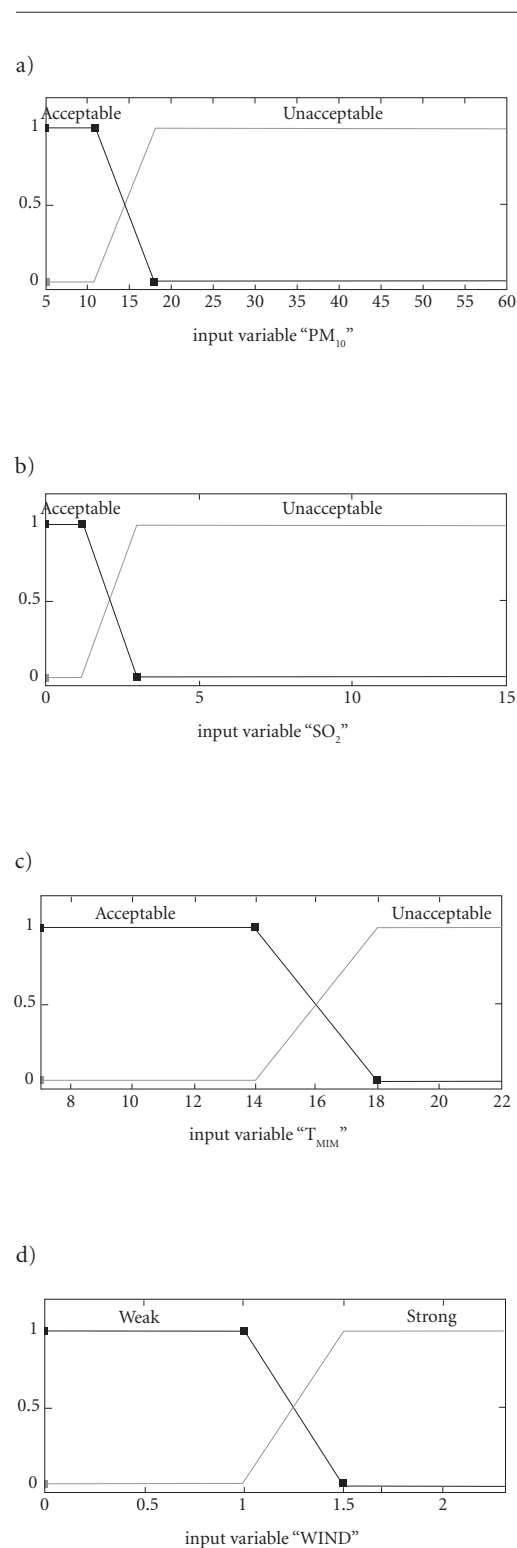 a)
Acceptable Unacceptable
1
0.5
0
5 10 15 20 25 30 35 40 45 50 55 60
input variable “PM10”
b)
Acceptable Unacceptable
1
0.5
0
0 5 10 15
input variable “SO2”
c)
Acceptable Unacceptable
1
0.5
0
8 10 12 14 16 18 20 22
input variable “TMIM”
d)
Weak Strong
1
0.5
0
0 0.5 1 1.5 2
input variable “WIND”